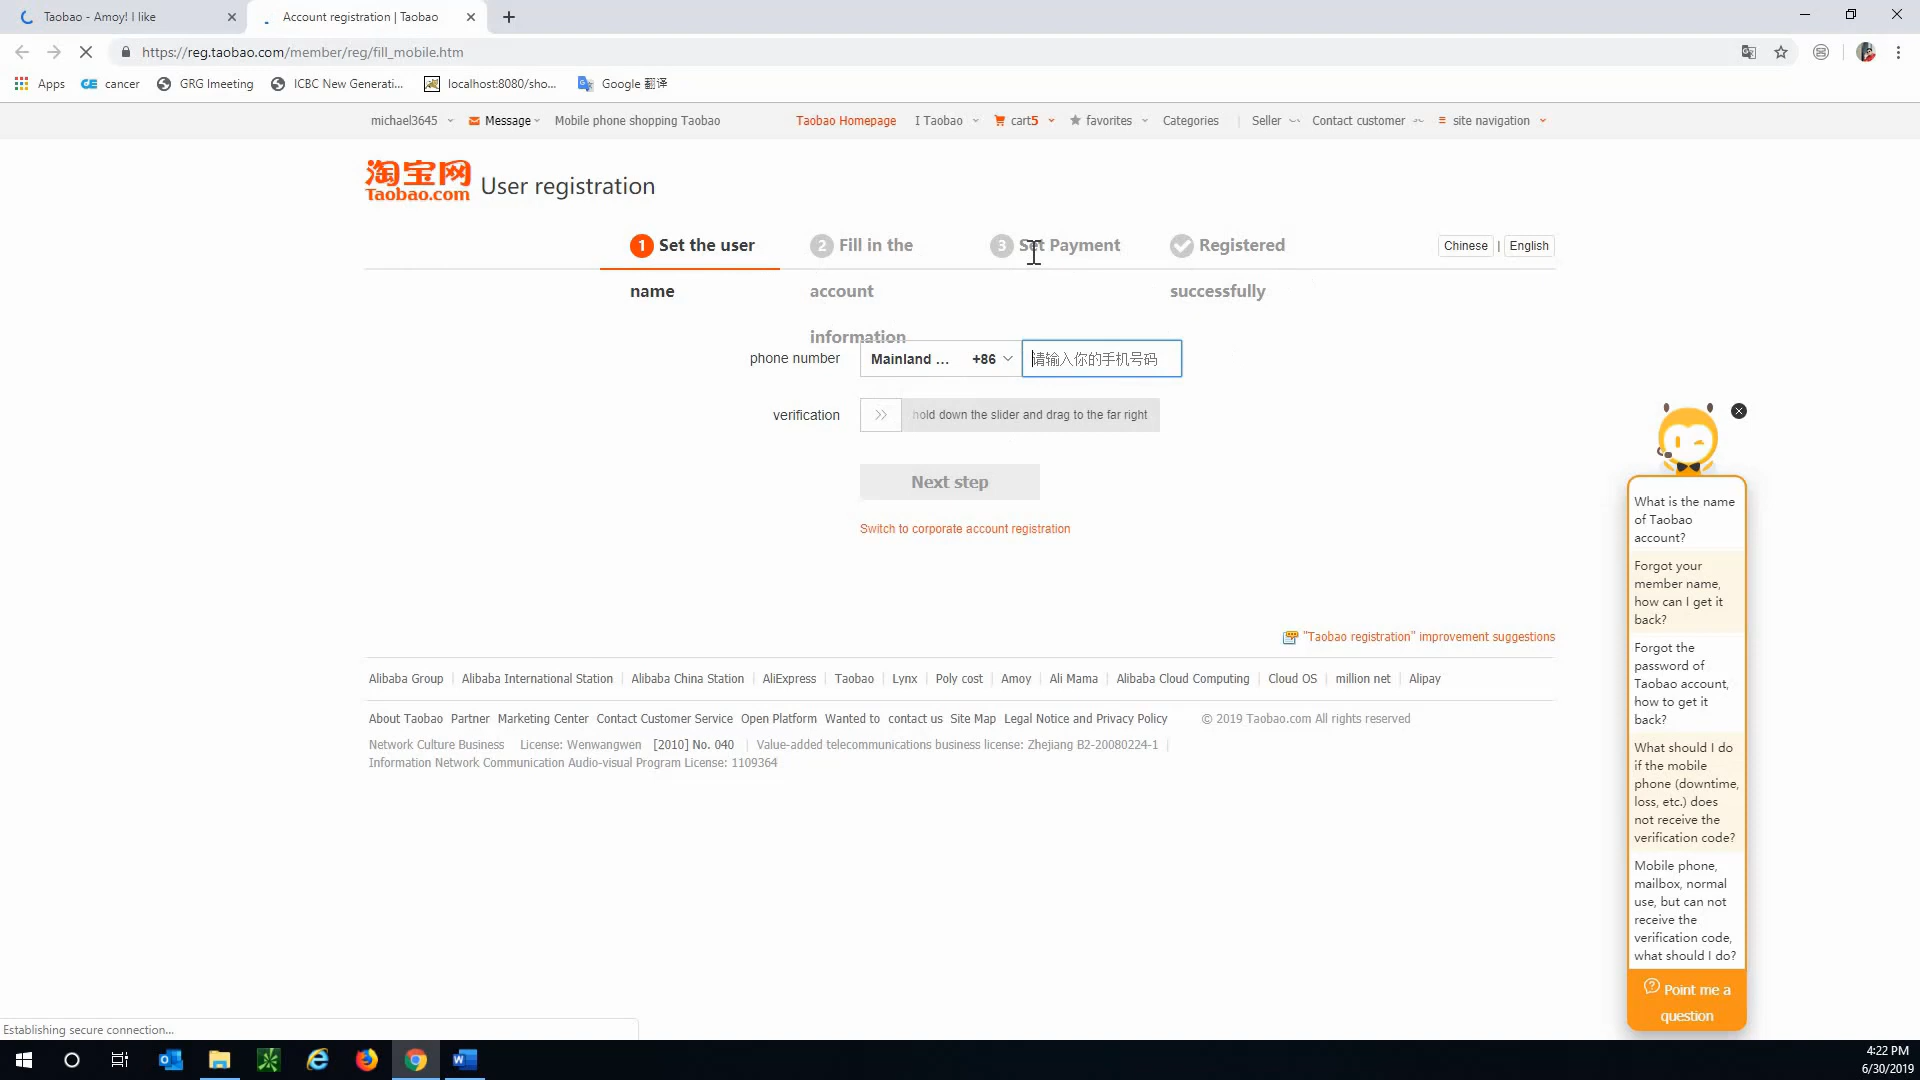 Taobao - Amoy! I like
Account registration | Taobao
https://reg.taobao.com/member/reg/fill_mobile.htm
Apps cancer GRG Imeeting ICBC New Generati... localhost:8080/sho... Google 翻译
michael3645 Message Mobile phone shopping Taobao Taobao Homepage I Taobao cart5 favorites Categories Seller Contact customer site navigation
淘宝网
Taobao.com
User registration
1 Set the user name
2 Fill in the account information
3 Set Payment
Registered successfully
Chinese | English
phone number Mainland ... +86 请输入你的手机号码
verification >> hold down the slider and drag to the far right
Next step
Switch to corporate account registration
What is the name
of Taobao
account?
Forgot your
member name,
how can I get it
back?
Forgot the
password of
Taobao account,
how to get it
back?
What should I do
if the mobile
phone (downtime,
loss, etc.) does
not receive the
verification code?
Mobile phone,
mailbox, normal
use, but can not
receive the
verification code,
what should I do?
Point me a
question
"Taobao registration" improvement suggestions
Alibaba Group | Alibaba International Station | Alibaba China Station | AliExpress | Taobao | Lynx | Poly cost | Amoy | Ali Mama | Alibaba Cloud Computing | Cloud OS | million net | Alipay
About Taobao Partner Marketing Center Contact Customer Service Open Platform Wanted to contact us Site Map Legal Notice and Privacy Policy © 2019 Taobao.com All rights reserved
Network Culture Business License: Wenwangwen [2010] No. 040 | Value-added telecommunications business license: Zhejiang B2-20080224-1 |
Information Network Communication Audio-visual Program License: 1109364
Establishing secure connection...
4:22 PM
6/30/2019